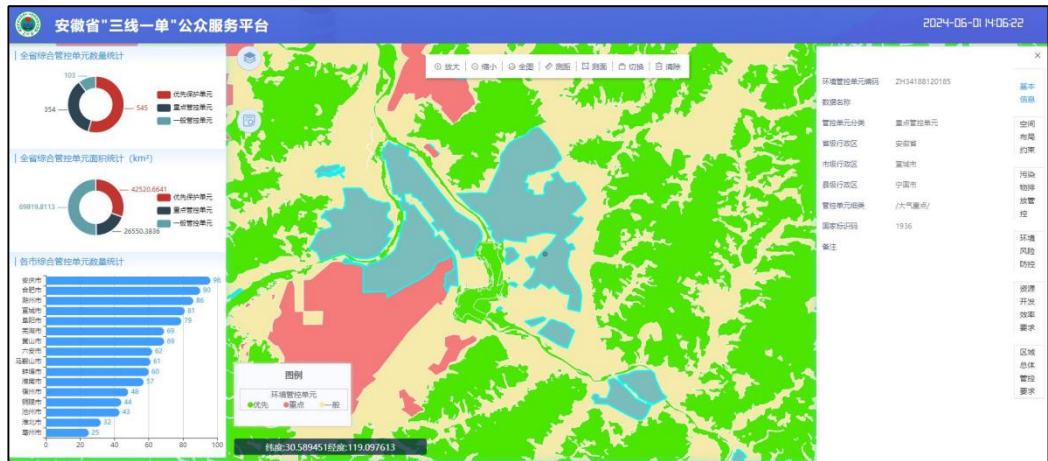 安徽省"三线一单"公众服务平台
2024-06-01 14:06:22
全省综合管控单元数量统计
103
354
545
优先保护单元
重点管控单元
一般管控单元
全省综合管控单元面积统计（km²）
42520.6641
69819.8113
26550.3836
优先保护单元
重点管控单元
一般管控单元
各市综合管控单元数量统计
安庆市 96
合肥市 90
滁州市 86
宣城市 81
阜阳市 79
芜湖市 69
黄山市 69
六安市 62
马鞍山市 61
蚌埠市 60
淮南市 57
宿州市 48
铜陵市 44
池州市 43
淮北市 32
亳州市 25
0 20 40 60 80 100
放大 缩小 全图 测距 测面 切换 清除
图例
环境管控单元
优先 重点 一般
纬度:30.589451经度:119.097613
×
环境管控单元编码 ZH34188120185
数据名称
管控单元分类 重点管控单元
省级行政区 安徽省
市级行政区 宣城市
县级行政区 宁国市
管控单元细类 /大气重点/
国家标识码 1936
备注
基本
信息
空间
布局
约束
污染
物排
放管
控
环境
风险
防控
资源
开发
效率
要求
区域
总体
管控
要求